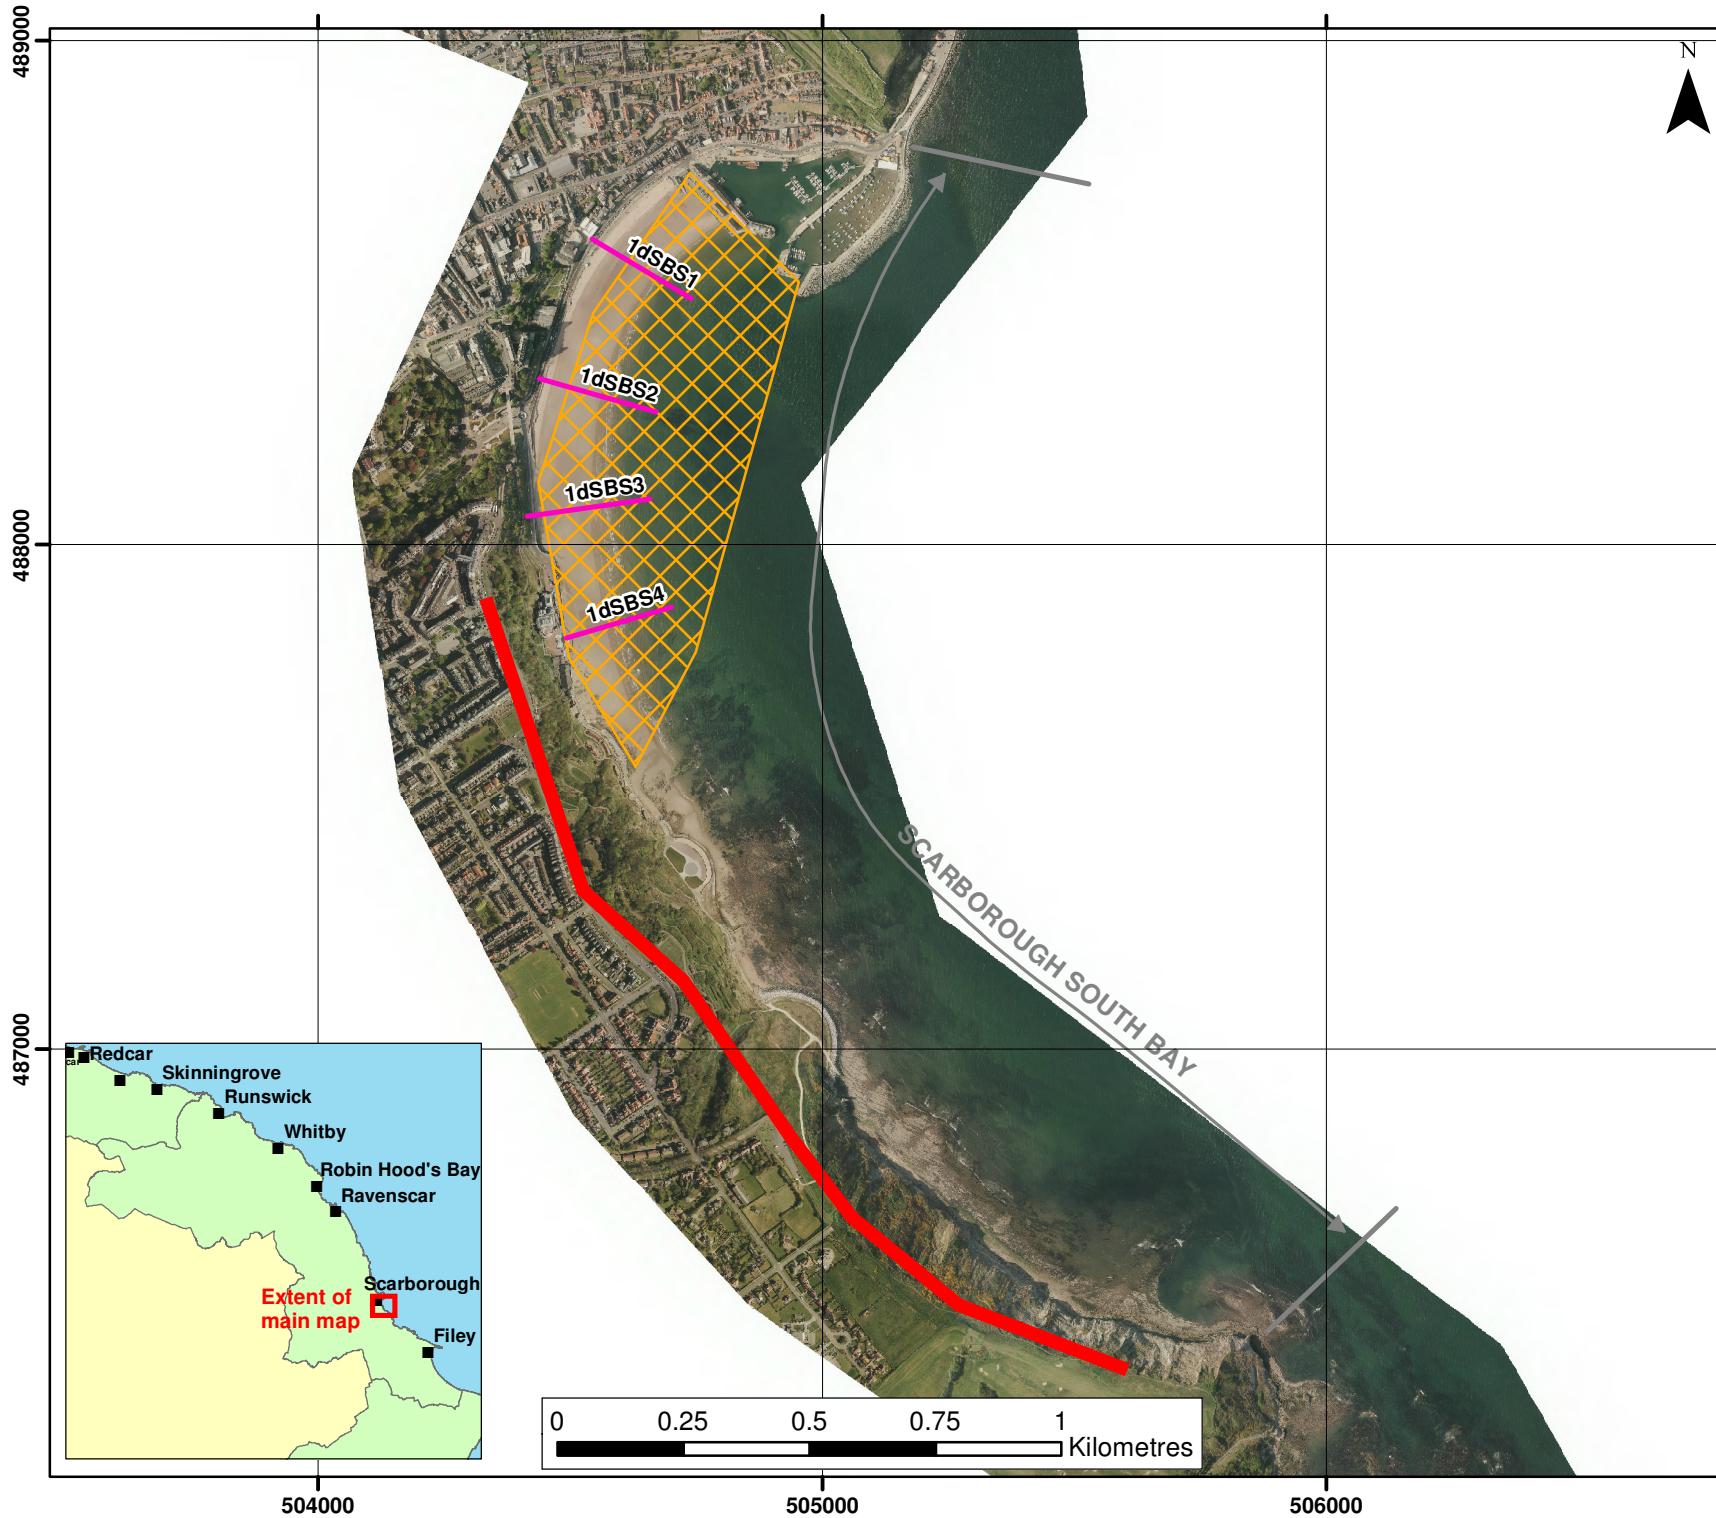 489000
N
1dSBS1
1dSBS2
1dSBS3
488000
1dSBS4
SCARBOROUGH SOUTH BAY
487000
Redcar
car
Skinningrove
Runswick
Whitby
Robin Hood's Bay
Ravenscar
Scarborough
Extent of
main map
Filey
0 0.25 0.5 0.75 1
Kilometres
504000 505000 506000